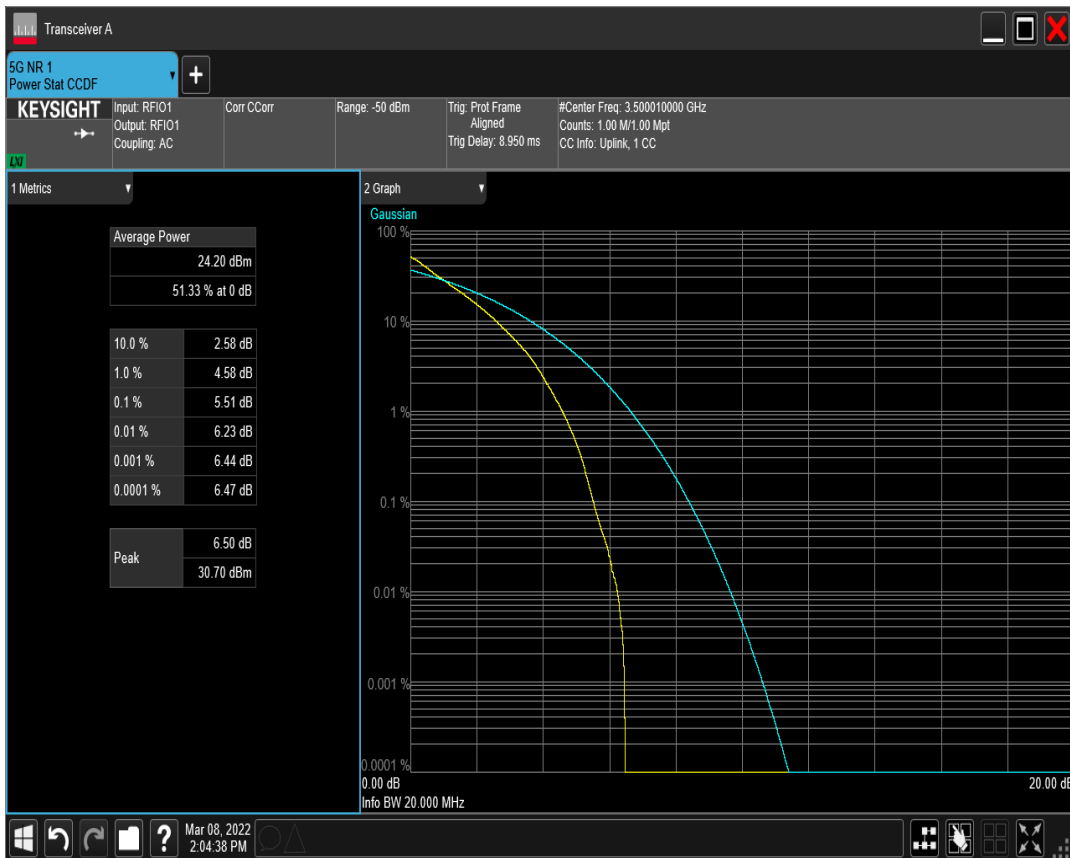 Transceiver A
5G NR 1
Power Stat CCDF
+
KEYSIGHT
LXI
Input: RFIO1
Output: RFIO1
Coupling: AC
Corr CCorr
Range: -50 dBm
Trig: Prot Frame
Aligned
Trig Delay: 8.950 ms
#Center Freq: 3.500010000 GHz
Counts: 1.00 M/1.00 Mpt
CC Info: Uplink, 1 CC
1 Metrics
Average Power
24.20 dBm
51.33 % at 0 dB
10.0 % 2.58 dB
1.0 % 4.58 dB
0.1 % 5.51 dB
0.01 % 6.23 dB
0.001 % 6.44 dB
0.0001 % 6.47 dB
Peak
6.50 dB
30.70 dBm
2 Graph
Gaussian
100 %
10 %
1 %
0.1 %
0.01 %
0.001 %
0.0001 %
0.00 dB 20.00 dB
Info BW 20.000 MHz
?
Mar 08, 2022
2:04:38 PM